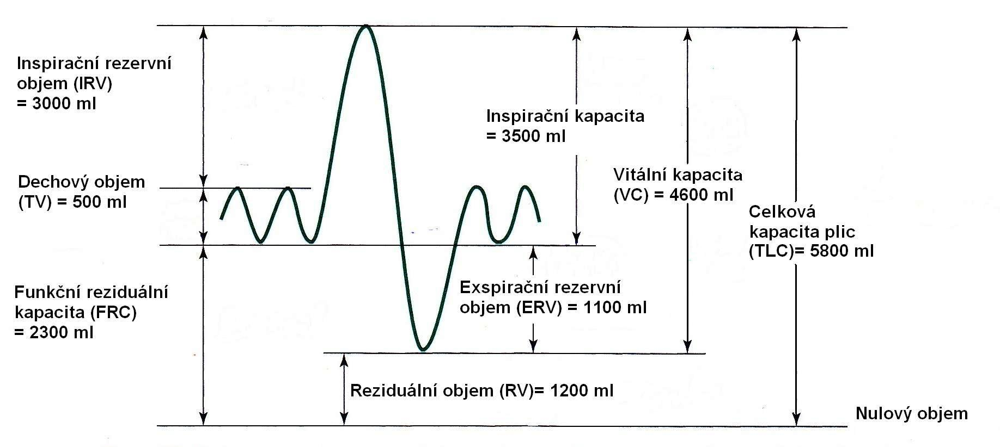 Inspirační rezervní
objem (IRV)
= 3000 ml
Dechový objem
(TV) = 500 ml
Funkční reziduální
kapacita (FRC)
= 2300 ml
Inspirační kapacita
= 3500 ml
Exspirační rezervní
objem (ERV) = 1100 ml
Reziduální objem (RV)= 1200 ml
Vitální kapacita
(VC) = 4600 ml
Celková
kapacita plic
(TLC)= 5800 ml
Nulový objem